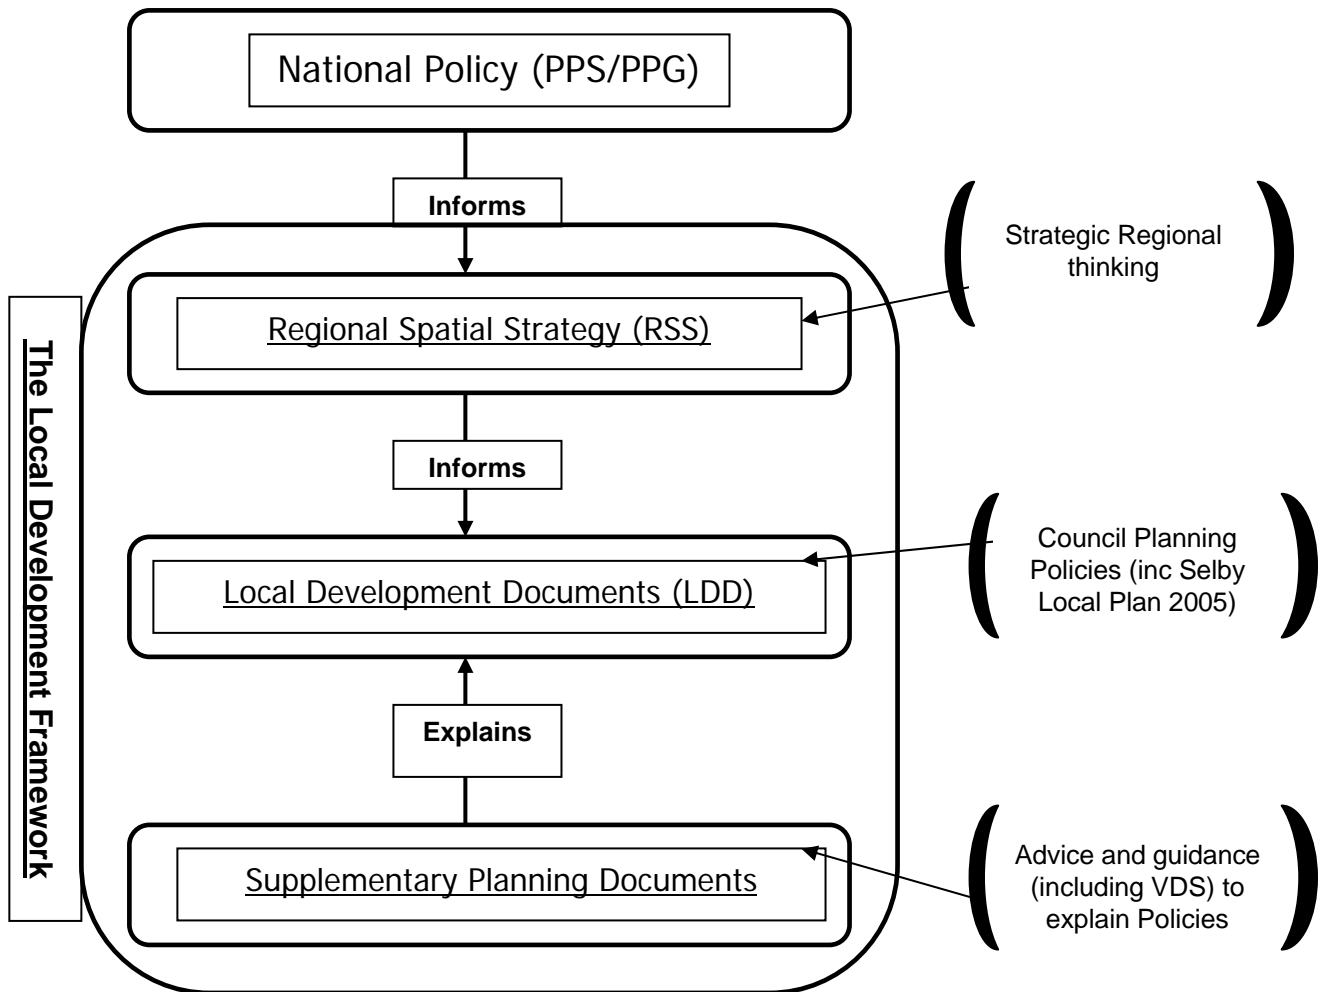 National Policy (PPS/PPG)
Informs
Strategic Regional
thinking
Regional Spatial Strategy (RSS)
The Local Development Framework
Informs
Council Planning
Policies (inc Selby
Local Plan 2005)
Local Development Documents (LDD)
Explains
Advice and guidance
(including VDS) to
explain Policies
Supplementary Planning Documents